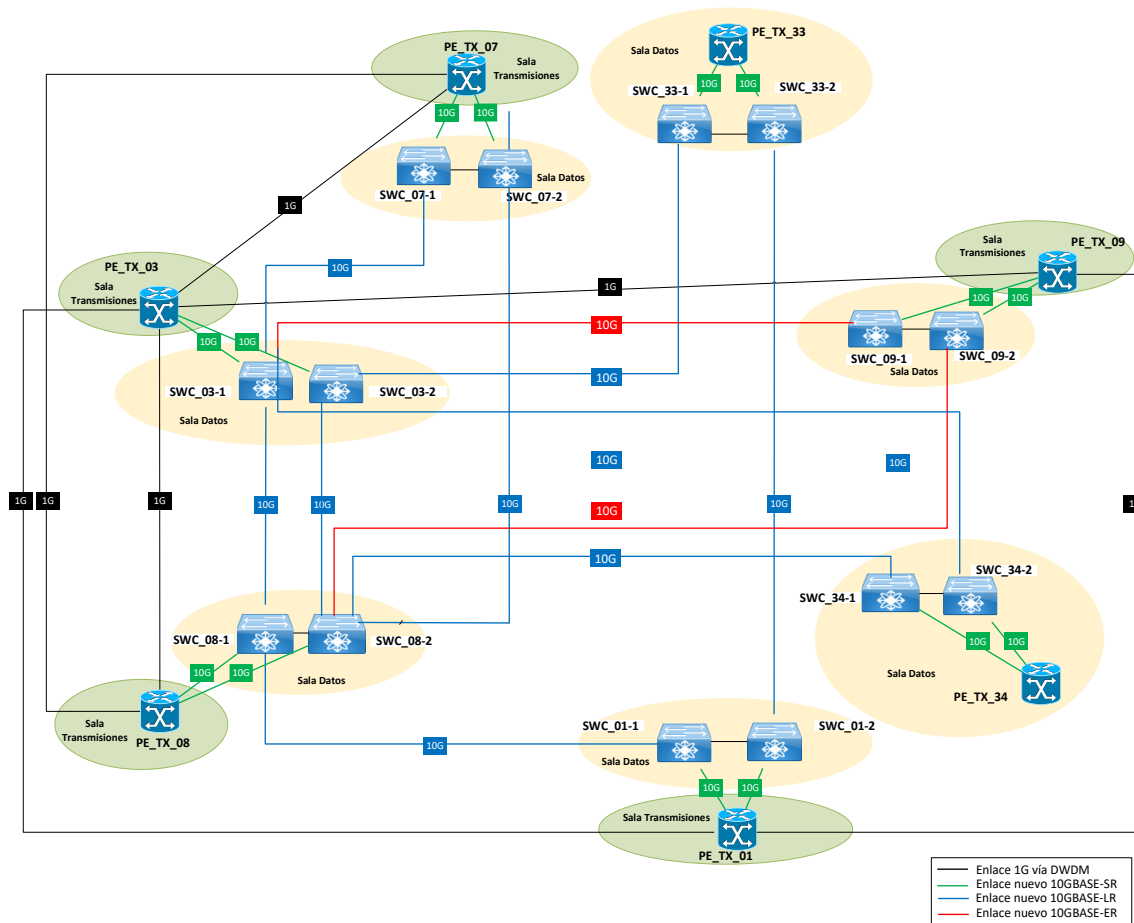 PE_TX_33
Sala Datos
PE_TX_07
Sala
Transmisiones
10G
10G
SWC_33-1
SWC_33-2
10G
10G
Sala Datos
SWC_07-1
SWC_07-2
1G
PE_TX_09
Sala
Transmisiones
PE_TX_03
Sala
Transmisiones
10G
1G
10G
10G
10G
10G
10G
SWC_09-1
SWC_09-2
Sala Datos
10G
SWC_03-1
SWC_03-2
Sala Datos
10G
10G
10G
1G
1G
1G
10G
10G
10G
10G
10G
1
10G
SWC_34-1
SWC_34-2
SWC_08-1
SWC_08-2
10G
10G
Sala Datos
10G
10G
Sala Datos
PE_TX_34
Sala
Transmisiones
PE_TX_08
SWC_01-1
SWC_01-2
10G
Sala Datos
10G
10G
Sala Transmisiones
PE_TX_01
Enlace 1G vía DWDM
Enlace nuevo 10GBASE-SR
Enlace nuevo 10GBASE-LR
Enlace nuevo 10GBASE-ER